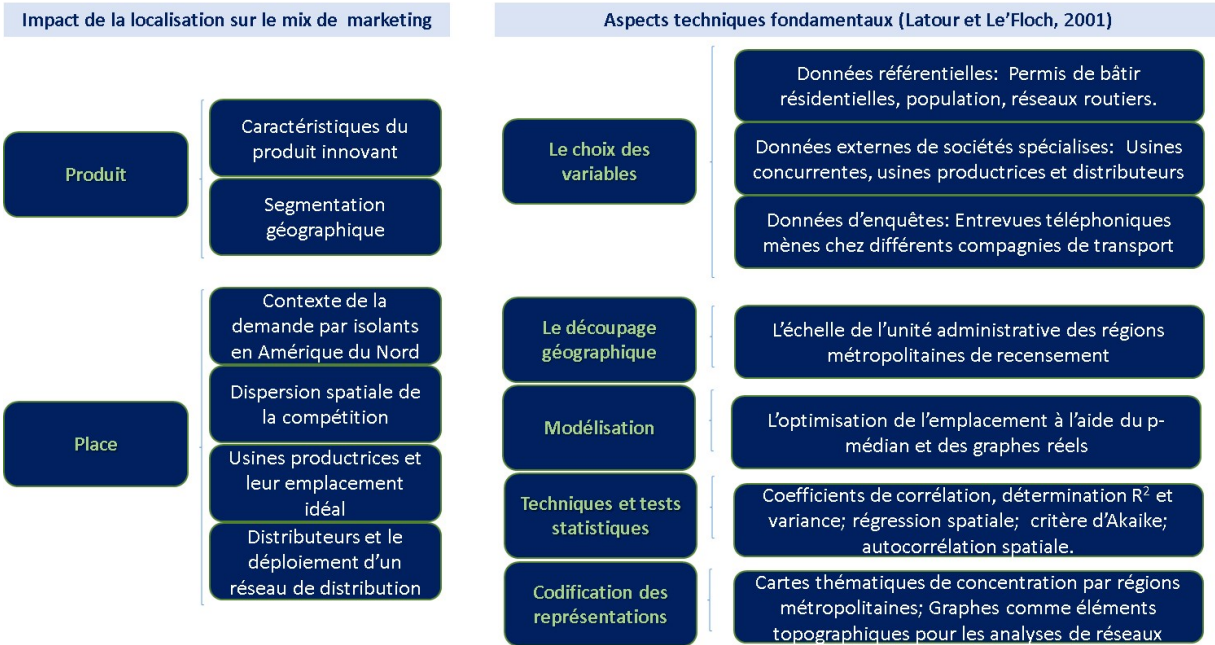 Impact de la localisation sur le mix de marketing
Produit
Caractéristiques du
produit innovant
Segmentation
géographique
Place
Contexte de la
demande par isolants
en Amérique du Nord
Dispersion spatiale de
la compétition
Usines productrices et
leur emplacement
idéal
Distributeurs et le
déploiement d'un
réseau de distribution
Aspects techniques fondamentaux (Latour et Le'Floch, 2001)
Le choix des
variables
Données référentielles: Permis de bâtir
résidentielles, population, réseaux routiers.
Données externes de sociétés spécialises: Usines
concurrentes, usines productrices et distributeurs
Données d'enquêtes: Entrevues téléphoniques
mènes chez différents compagnies de transport
Le découpage
géographique
L'échelle de l'unité administrative des régions
métropolitaines de recensement
Modélisation
L'optimisation de l'emplacement à l'aide du p-
médian et des graphes réels
Techniques et tests
statistiques
Coefficients de corrélation, détermination R² et
variance; régression spatiale; critère d'Akaike;
autocorrélation spatiale.
Codification des
représentations
Cartes thématiques de concentration par régions
métropolitaines; Graphes comme éléments
topographiques pour les analyses de réseaux